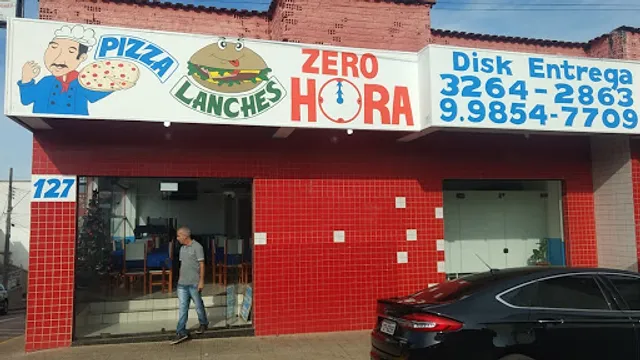 PIZZA
LANCHES
ZERO
HORA
Disk Entrega
3264-2863
9.9854-7709
127